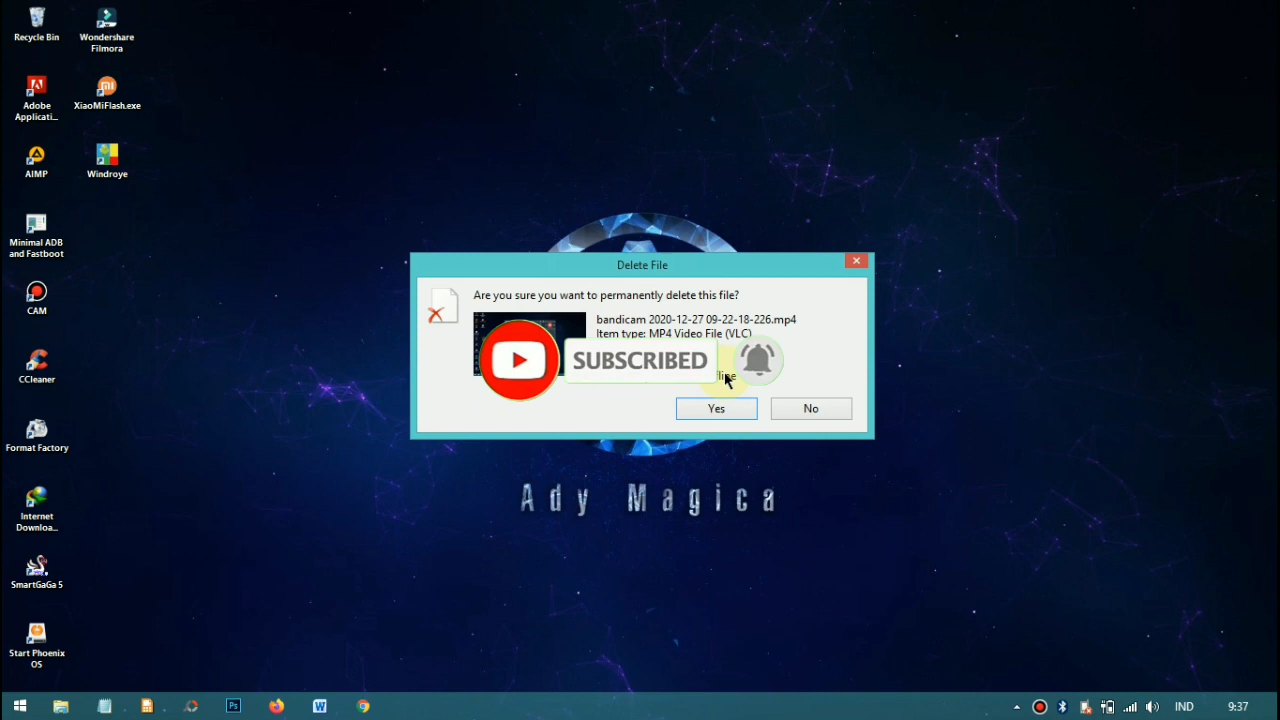 Recycle Bin
Wondershare
Filmora
Adobe
Applicati...
XiaoMiFlash.exe
AIMP
Windroye
Minimal ADB
and Fastboot
CAM
CCleaner
Format Factory
Internet
Downloa...
SmartGaGa 5
Start Phoenix
OS
Delete File
Are you sure you want to permanently delete this file?
bandicam 2020-12-27 09-22-18-226.mp4
Item type: MP4 Video File (VLC)
SUBSCRIBED
Yes
No
Ady Magica
Ps
W
IND
9:37